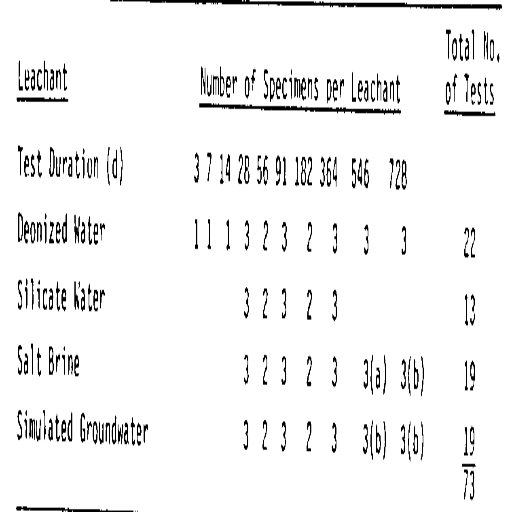 Total No.
Leachant Number of Specimens per Leachant of Tests
Test Duration (d) 3 7 14 28 56 91 182 364 546 728
Deonized Water 1 1 1 3 2 3 2 3 3 3 22
Silicate Water 3 2 3 2 3 13
Salt Brine 3 2 3 2 3 3(a) 3(b) 19
Simulated Groundwater 3 2 3 2 3 3(b) 3(b) 19
73